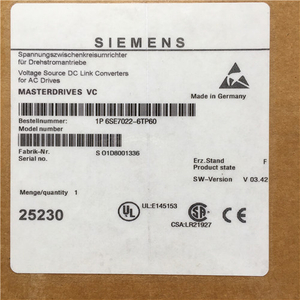 SIEMENS
Spannungszwischenkreisumrichter
für Drehstromantriebe
Voltage Source DC Link Converters
for AC Drives
MASTERDRIVES VC
Made in Germany
Bestellnummer: 1P 6SE7022-6TP60
Model number
Fabrik-Nr. S O1D8001336
Serial no.
Erz.Stand F
Product state
SW-Version V 03.42
Menge/quantity 1
25230
UL
UL:E145153
CSA:LR21927